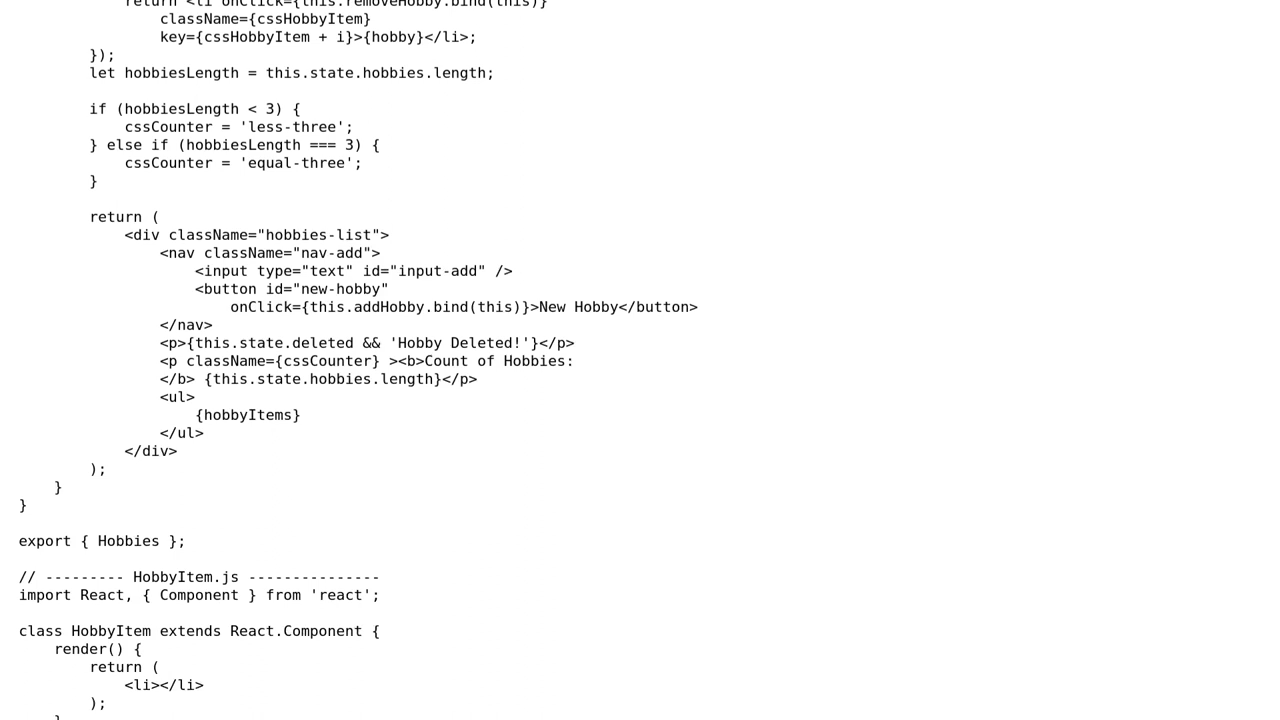 return <li onClick={this.removeHobby.bind(this)}
                className={cssHobbyItem}
                key={cssHobbyItem + i}>{hobby}</li>;
        });
        let hobbiesLength = this.state.hobbies.length;

        if (hobbiesLength < 3) {
            cssCounter = 'less-three';
        } else if (hobbiesLength === 3) {
            cssCounter = 'equal-three';
        }

        return (
            <div className="hobbies-list">
                <nav className="nav-add">
                    <input type="text" id="input-add" />
                    <button id="new-hobby"
                        onClick={this.addHobby.bind(this)}>New Hobby</button>
                </nav>
                <p>{this.state.deleted && 'Hobby Deleted!'}</p>
                <p className={cssCounter} ><b>Count of Hobbies:
                </b> {this.state.hobbies.length}</p>
                <ul>
                    {hobbyItems}
                </ul>
            </div>
        );
    }
}

export { Hobbies };

// --------- HobbyItem.js ---------------
import React, { Component } from 'react';

class HobbyItem extends React.Component {
    render() {
        return (
            <li></li>
        );
    }